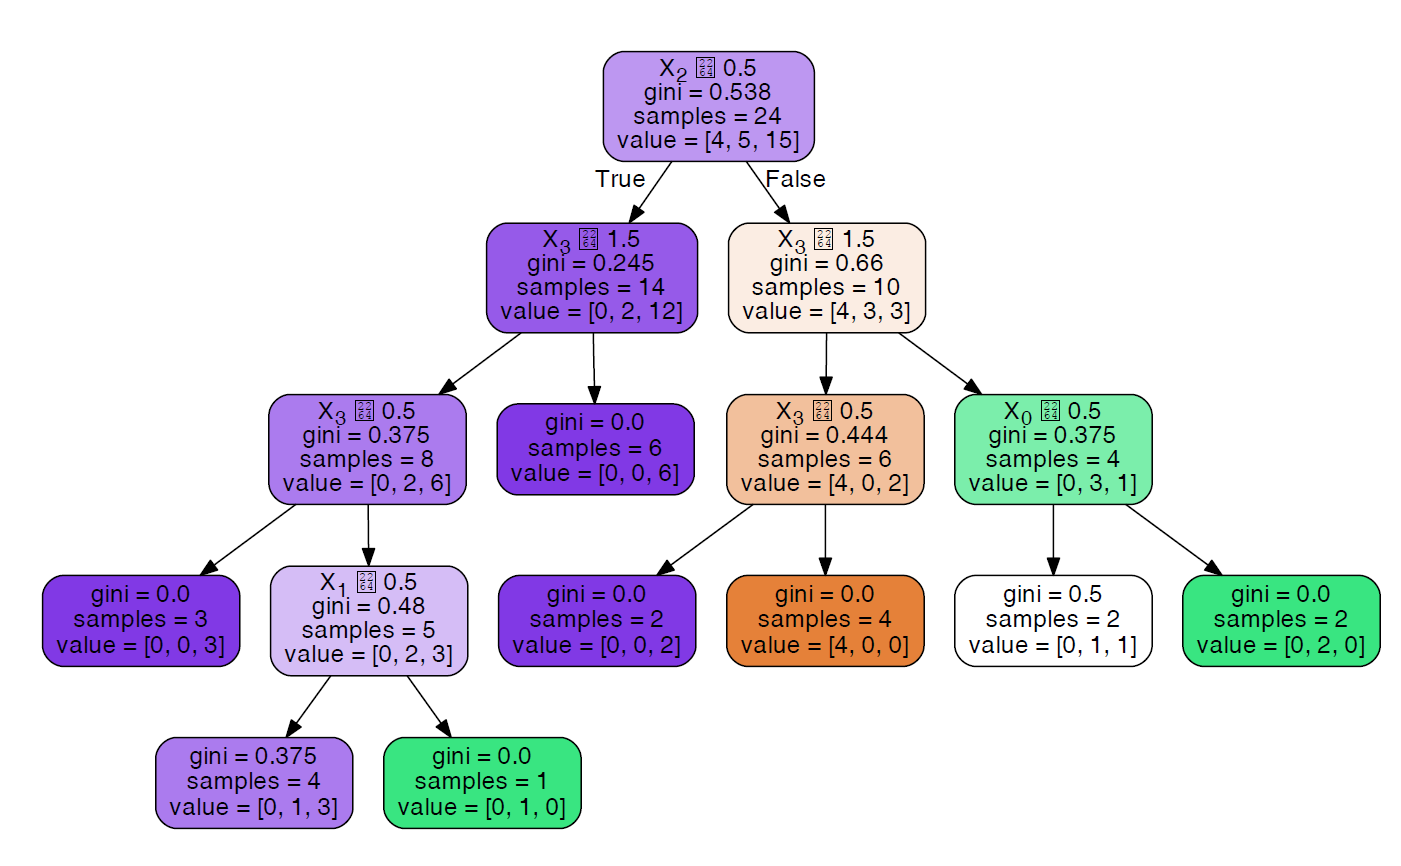 X₂ 2264 0.5
gini = 0.538
samples = 24
value = [4, 5, 15]
True
False
X₃ 2264 1.5
gini = 0.245
samples = 14
value = [0, 2, 12]
X₃ 2264 1.5
gini = 0.66
samples = 10
value = [4, 3, 3]
X₃ 2264 0.5
gini = 0.375
samples = 8
value = [0, 2, 6]
gini = 0.0
samples = 6
value = [0, 0, 6]
X₃ 2264 0.5
gini = 0.444
samples = 6
value = [4, 0, 2]
X₀ 2264 0.5
gini = 0.375
samples = 4
value = [0, 3, 1]
gini = 0.0
samples = 3
value = [0, 0, 3]
X₁ 2264 0.5
gini = 0.48
samples = 5
value = [0, 2, 3]
gini = 0.0
samples = 2
value = [0, 0, 2]
gini = 0.0
samples = 4
value = [4, 0, 0]
gini = 0.5
samples = 2
value = [0, 1, 1]
gini = 0.0
samples = 2
value = [0, 2, 0]
gini = 0.375
samples = 4
value = [0, 1, 3]
gini = 0.0
samples = 1
value = [0, 1, 0]